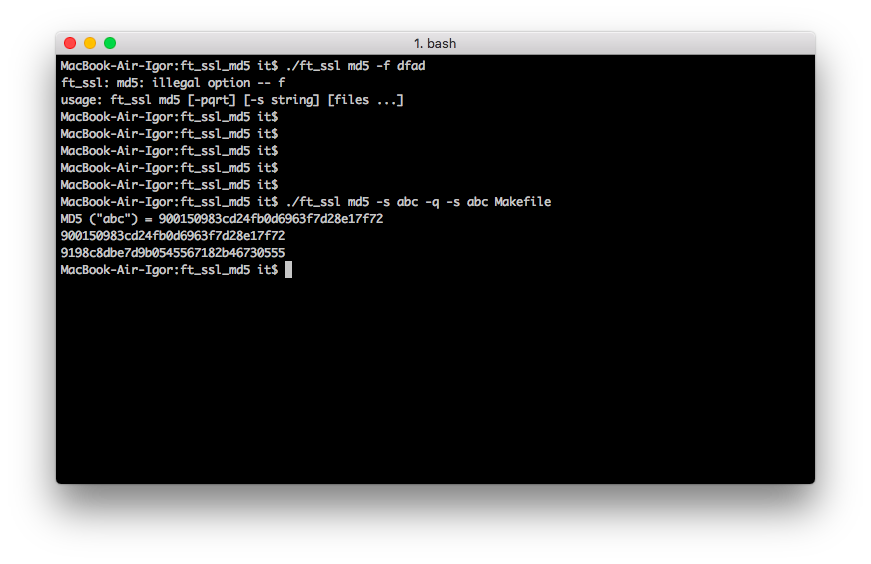 1. bash
MacBook-Air-Igor:ft_ssl_md5 it$ ./ft_ssl md5 -f dfad
ft_ssl: md5: illegal option -- f
usage: ft_ssl md5 [-pqrt] [-s string] [files ...]
MacBook-Air-Igor:ft_ssl_md5 it$
MacBook-Air-Igor:ft_ssl_md5 it$
MacBook-Air-Igor:ft_ssl_md5 it$
MacBook-Air-Igor:ft_ssl_md5 it$
MacBook-Air-Igor:ft_ssl_md5 it$
MacBook-Air-Igor:ft_ssl_md5 it$ ./ft_ssl md5 -s abc -q -s abc Makefile
MD5 ("abc") = 900150983cd24fb0d6963f7d28e17f72
900150983cd24fb0d6963f7d28e17f72
9198c8dbe7d9b0545567182b46730555
MacBook-Air-Igor:ft_ssl_md5 it$